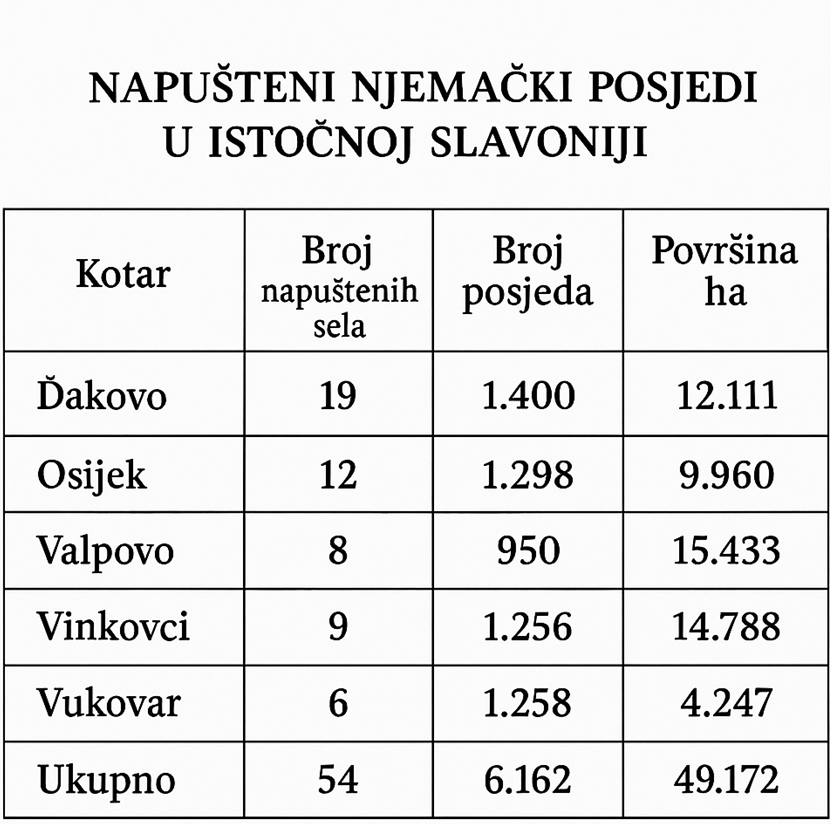 NAPUŠTENI NJEMAČKI POSJEDI
U ISTOČNOJ SLAVONIJI
Kotar Broj napuštenih sela Broj posjeda Površina ha
Ďakovo 19 1.400 12.111
Osijek 12 1.298 9.960
Valpovo 8 950 15.433
Vinkovci 9 1.256 14.788
Vukovar 6 1.258 4.247
Ukupno 54 6.162 49.172